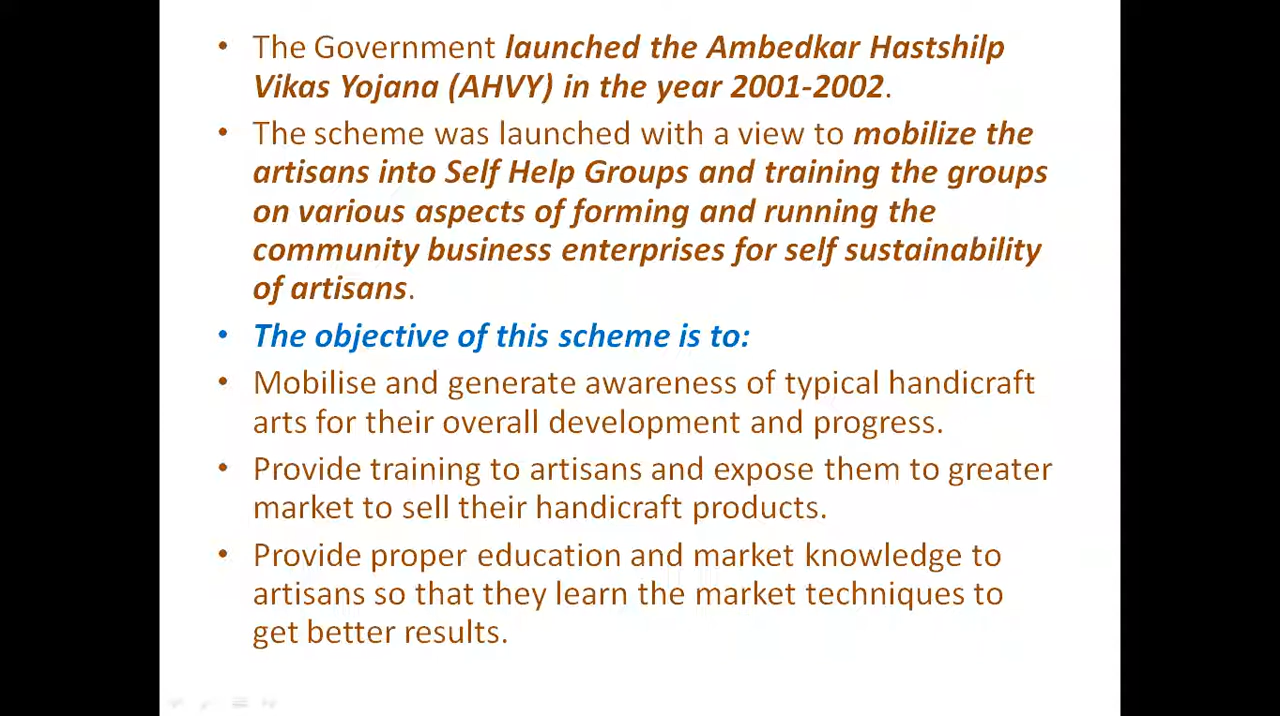 • The Government launched the Ambedkar Hastshilp
Vikas Yojana (AHVY) in the year 2001-2002.
• The scheme was launched with a view to mobilize the
artisans into Self Help Groups and training the groups
on various aspects of forming and running the
community business enterprises for self sustainability
of artisans.
• The objective of this scheme is to:
• Mobilise and generate awareness of typical handicraft
arts for their overall development and progress.
• Provide training to artisans and expose them to greater
market to sell their handicraft products.
• Provide proper education and market knowledge to
artisans so that they learn the market techniques to
get better results.